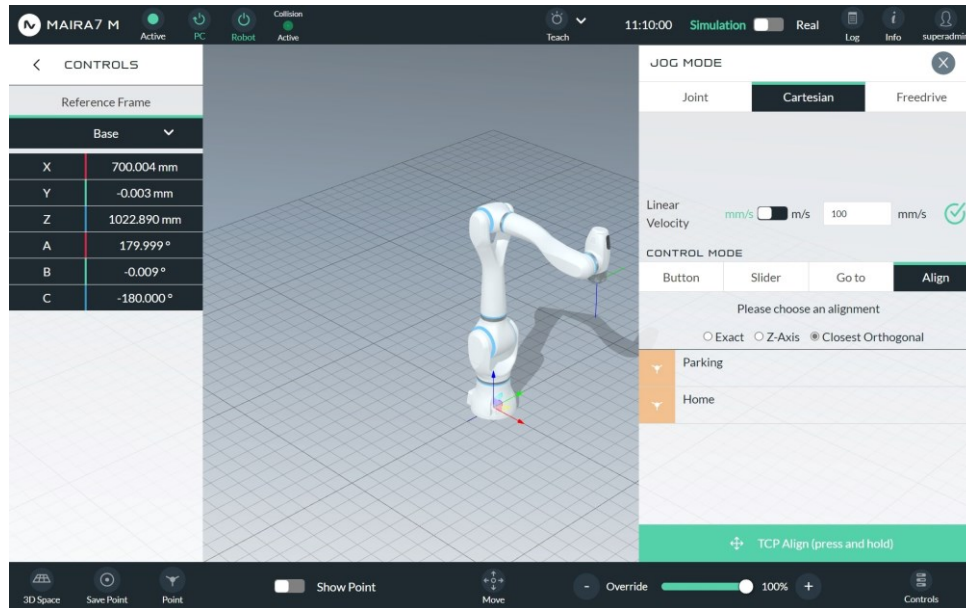 MAIRA7 M
Active
PC
Robot
Collision
Active
Teach
11:10:00
Simulation
Real
Log
Info
superadmin
CONTROLS
Reference Frame
Base
X 700.004 mm
Y -0.003 mm
Z 1022.890 mm
A 179.999 °
B -0.009 °
C -180.000 °
JOG MODE
Joint Cartesian Freedrive
Linear
Velocity
mm/s m/s 100 mm/s
CONTROL MODE
Button Slider Go to Align
Please choose an alignment
Exact Z-Axis Closest Orthogonal
Parking
Home
TCP Align (press and hold)
3D Space
Save Point
Point
Show Point
Move
- Override 100% +
Controls